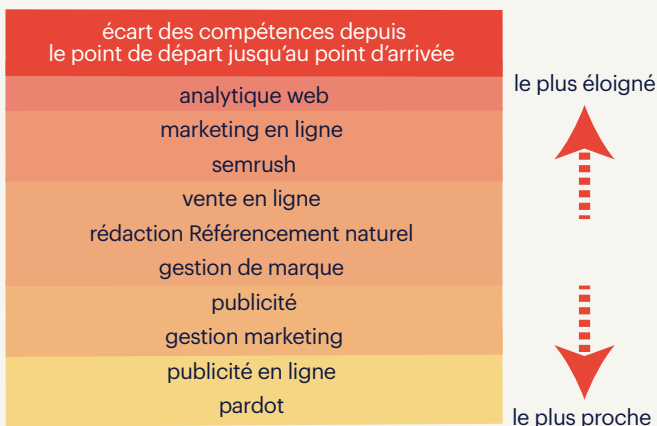 écart des compétences depuis
le point de départ jusqu’au point d’arrivée
le plus éloigné
analytique web
marketing en ligne
semrush
vente en ligne
rédaction Référencement naturel
gestion de marque
publicité
gestion marketing
publicité en ligne
pardot
le plus proche